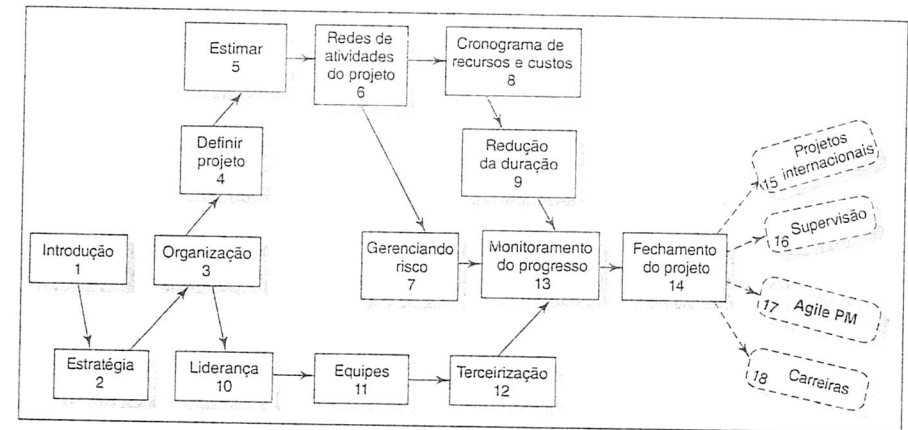 Estimar
5
Redes de
atividades
do projeto
6
Cronograma de
recursos e custos
8
Definir
projeto
4
Redução
da duração
9
Projetos
15 internacionais
Introdução
1
Organização
3
Gerenciando
risco
7
Monitoramento
do progresso
13
Fechamento
do projeto
14
16 Supervisão
17 Agile PM
18 Carreiras
Estratégia
2
Liderança
10
Equipes
11
Terceirização
12